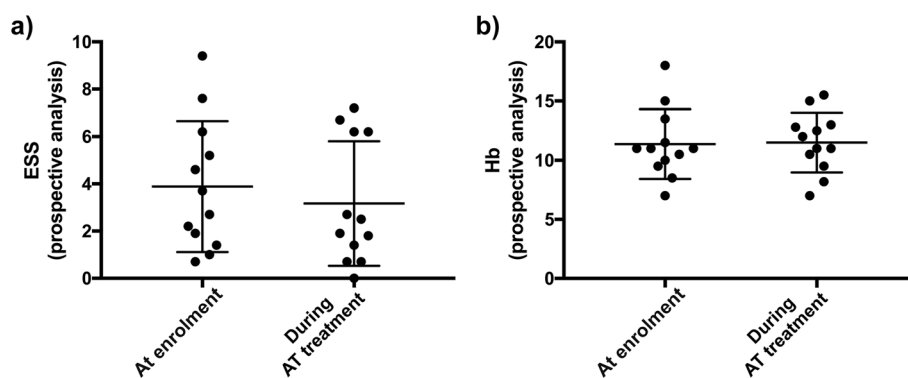 a)
ESS
(prospective analysis)
10
8
6
4
2
0
At enrolment
During
AT treatment
b)
Hb
(prospective analysis)
20
15
10
5
0
At enrolment
During
AT treatment